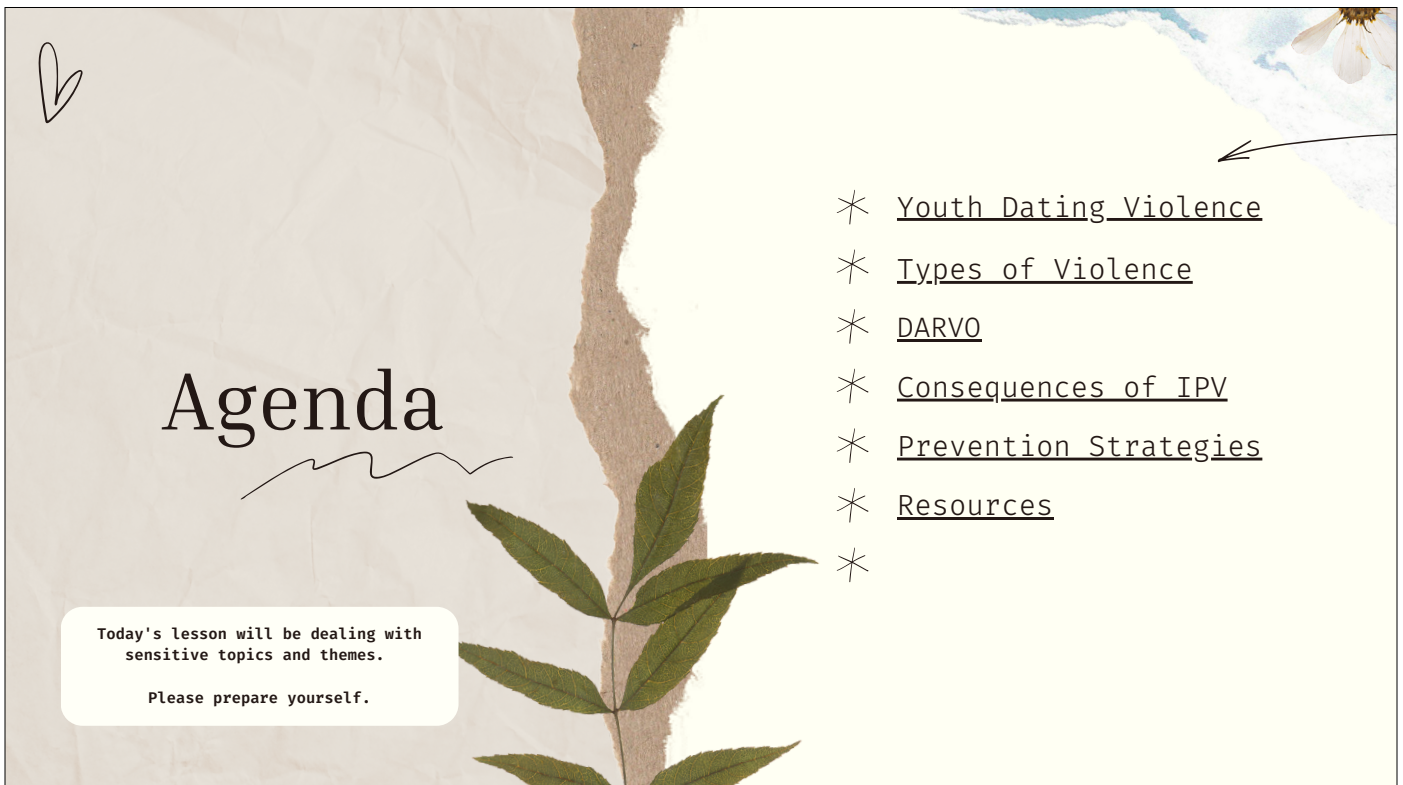 Agenda
Today's lesson will be dealing with
sensitive topics and themes.
Please prepare yourself.
Youth Dating Violence
Types of Violence
DARVO
Consequences of IPV
Prevention Strategies
Resources